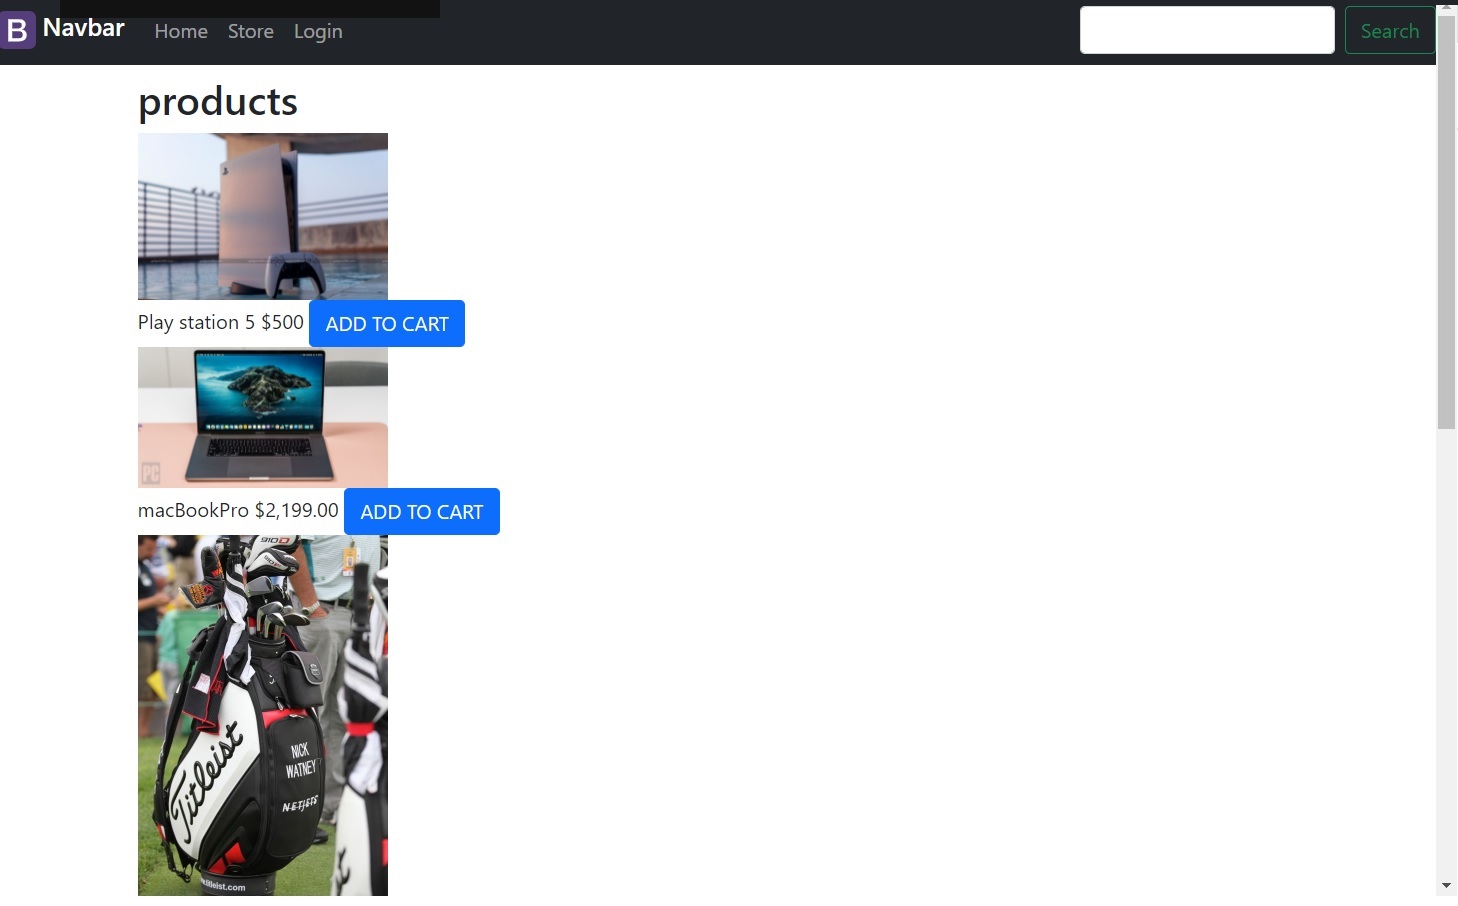 B Navbar Home Store Login Search
products
Play station 5 $500 ADD TO CART
PC
macBookPro $2,199.00 ADD TO CART
910D
Titleist
NICK
WATNEY
NETJETS
titleist.com